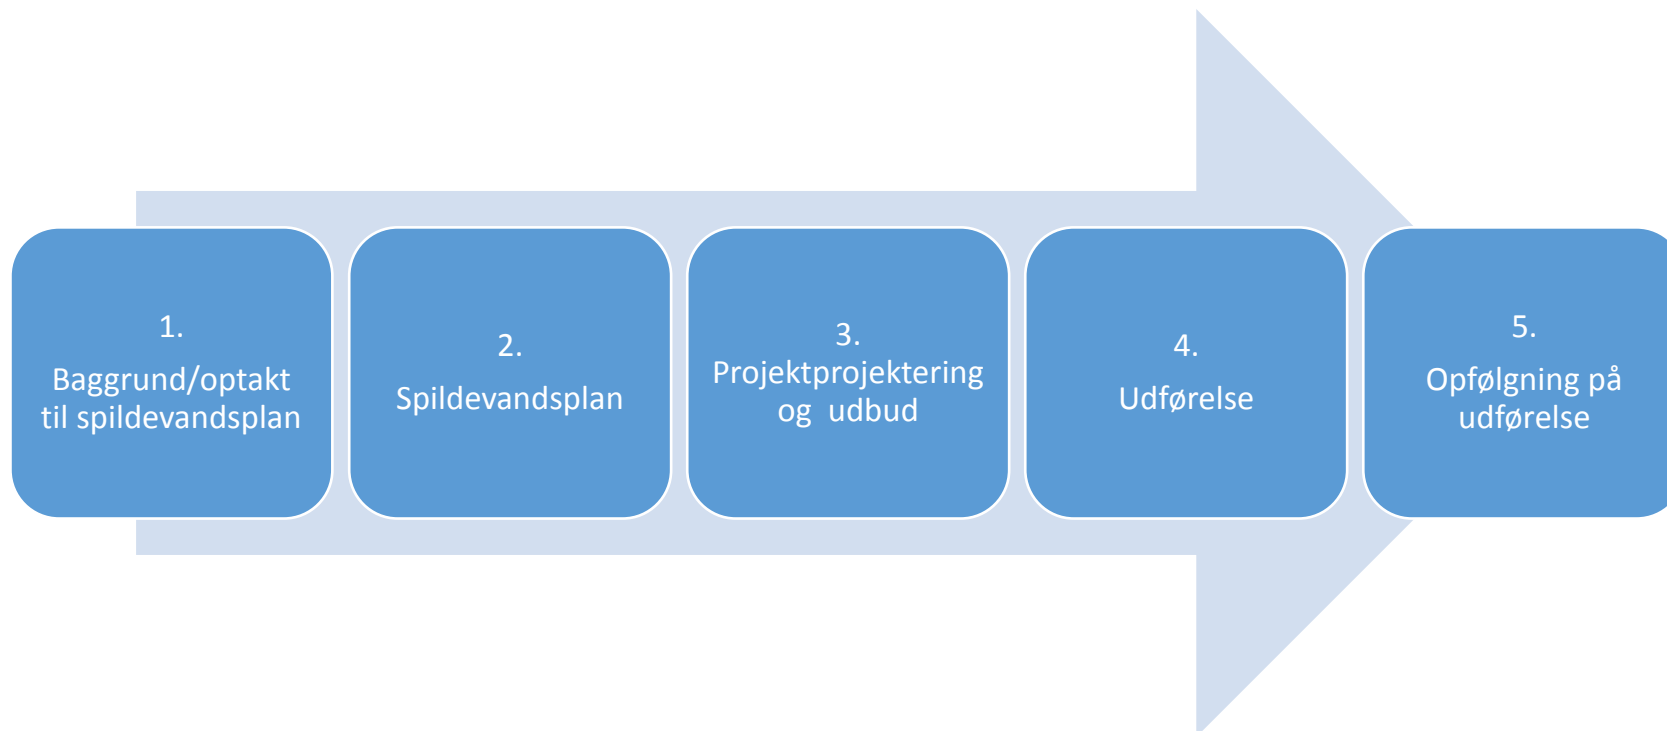 1.
Baggrund/optakt
til spildevandsplan
2.
Spildevandsplan
3.
Projektprojektering
og  udbud
4.
Udførelse
5.
Opfølgning på
udførelse